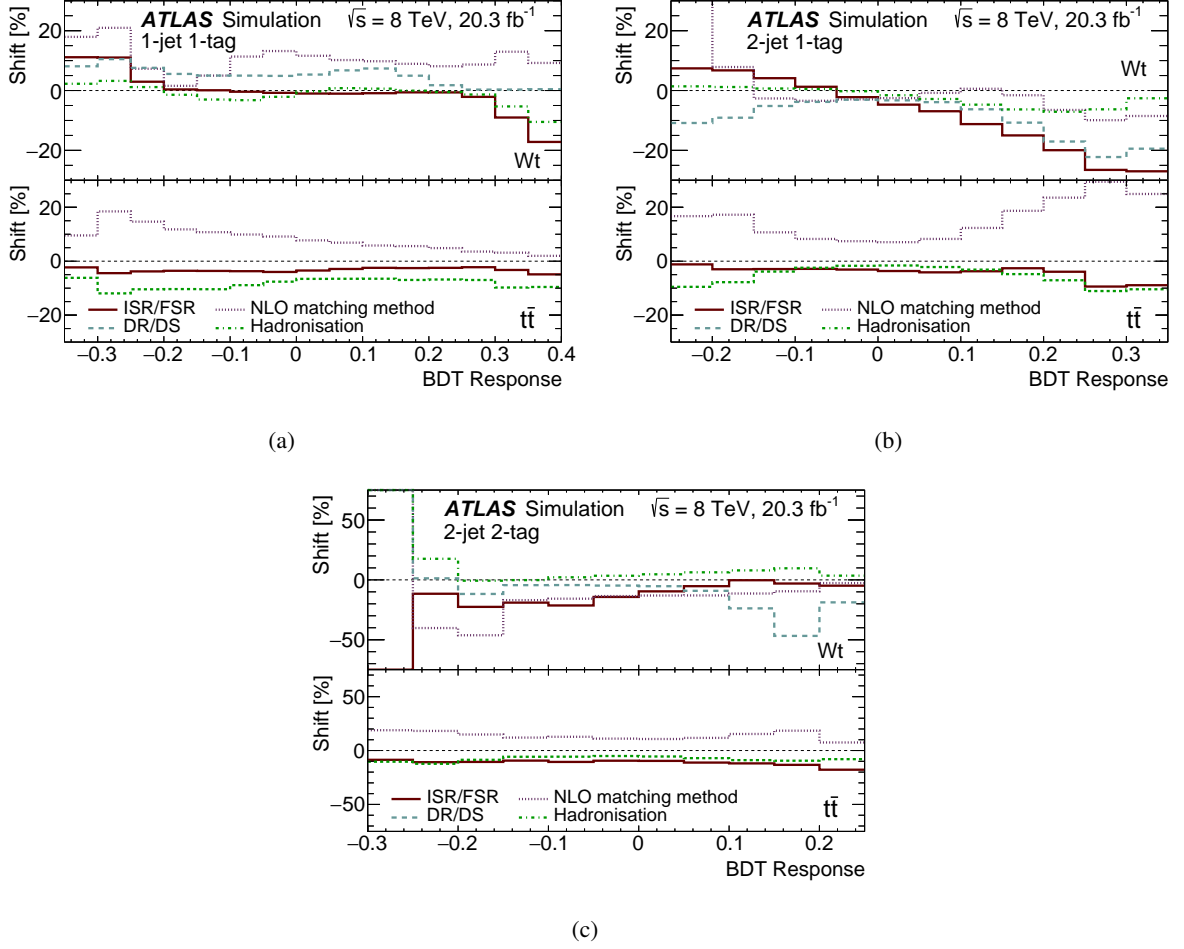 ATLAS Simulation √s = 8 TeV, 20.3 fb-1
1-jet 1-tag
Shift [%]
20
0
−20
Wt
Shift [%]
20
0
−20
ISR/FSR
NLO matching method
DR/DS
Hadronisation
tt̄
−0.3 −0.2 −0.1 0 0.1 0.2 0.3 0.4
BDT Response
(a)
ATLAS Simulation √s = 8 TeV, 20.3 fb-1
2-jet 1-tag
Shift [%]
20
0
−20
Wt
Shift [%]
20
0
−20
ISR/FSR
NLO matching method
DR/DS
Hadronisation
tt̄
−0.2 −0.1 0 0.1 0.2 0.3
BDT Response
(b)
ATLAS Simulation √s = 8 TeV, 20.3 fb-1
2-jet 2-tag
Shift [%]
50
0
−50
Wt
Shift [%]
50
0
−50
ISR/FSR
NLO matching method
DR/DS
Hadronisation
tt̄
−0.3 −0.2 −0.1 0 0.1 0.2
BDT Response
(c)